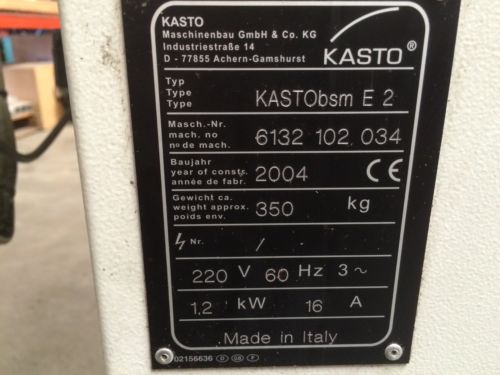 KASTO
Maschinenbau GmbH & Co. KG
Industriestraße 14
D - 77855 Achern-Gamshurst
KASTO®
Typ
Type
Type
KASTObsm E 2
Masch.-Nr.
mach. no
nº de mach.
6132 102.034
Baujahr
year of constr.
année de fabr.
2004
CE
Gewicht ca.
weight approx.
poids env.
350 kg
Nr. /
220 V 60 Hz 3 ~
1,2 kW 16 A
Made in Italy
02156636 D GB F